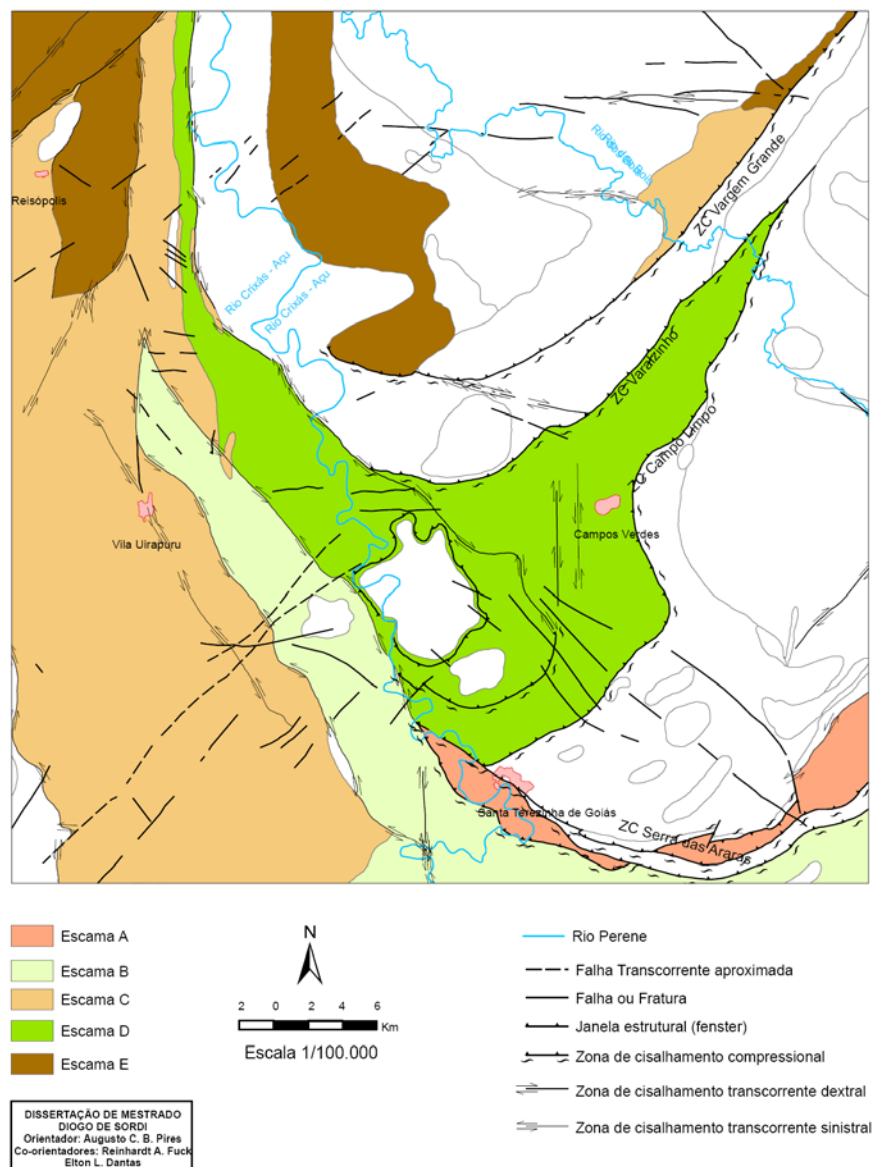 Rio dos Bois
ZC Vargem Grande
Reisópolis
Rio Crixás - Açu
Rio Crixás - Açu
ZC Varalzinho
ZC Campo Limpo
Campos Verdes
Vila Uirapuru
Santa Terezinha de Goiás
ZC Serra das Araras
Escama A
Escama B
Escama C
Escama D
Escama E
N
2 0 2 4 6
Km
Escala 1/100.000
Rio Perene
Falha Transcorrente aproximada
Falha ou Fratura
Janela estrutural (fenster)
Zona de cisalhamento compressional
Zona de cisalhamento transcorrente dextral
Zona de cisalhamento transcorrente sinistral
DISSERTAÇÃO DE MESTRADO
DIOGO DE SORDI
Orientador: Augusto C. B. Pires
Co-orientadores: Reinhardt A. Fuck
Elton L. Dantas